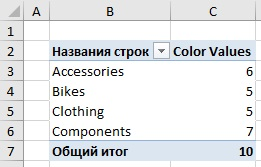 A B C
1
2 Названия строк Color Values
3 Accessories 6
4 Bikes 5
5 Clothing 5
6 Components 7
7 Общий итог 10